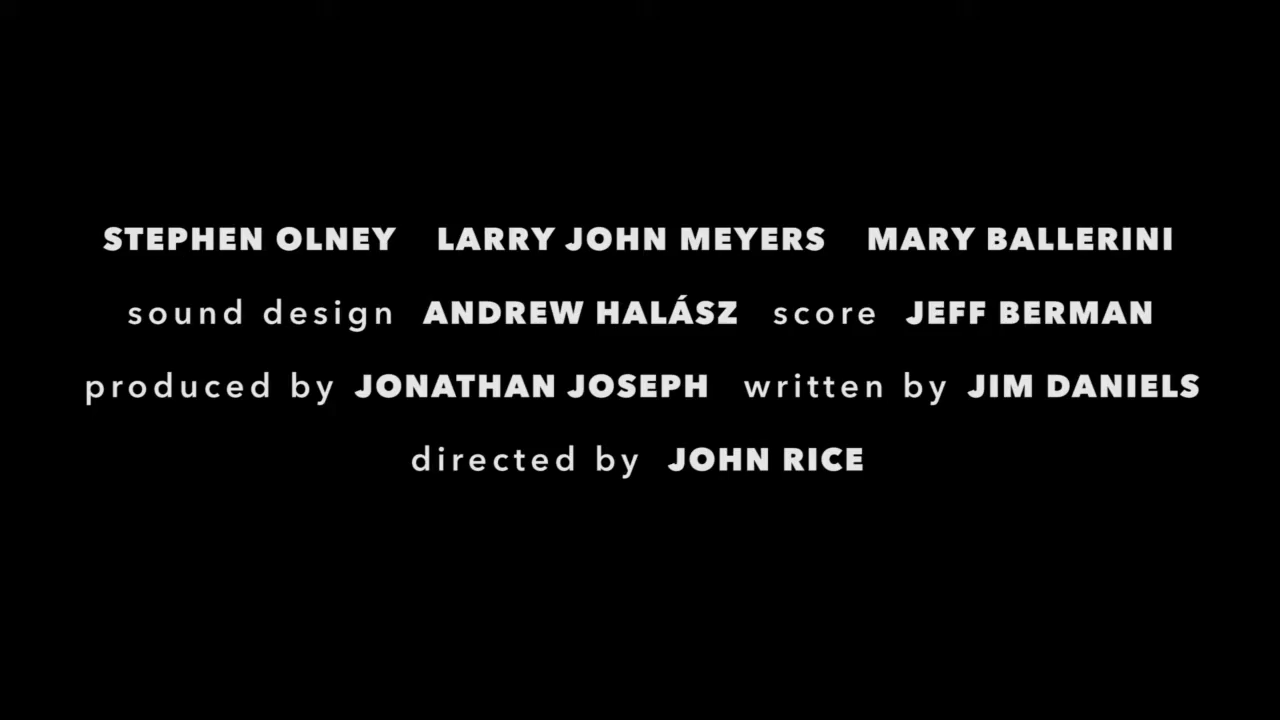 STEPHEN OLNEY LARRY JOHN MEYERS MARY BALLERINI
sound design ANDREW HALÁSZ score JEFF BERMAN
produced by JONATHAN JOSEPH written by JIM DANIELS
directed by JOHN RICE